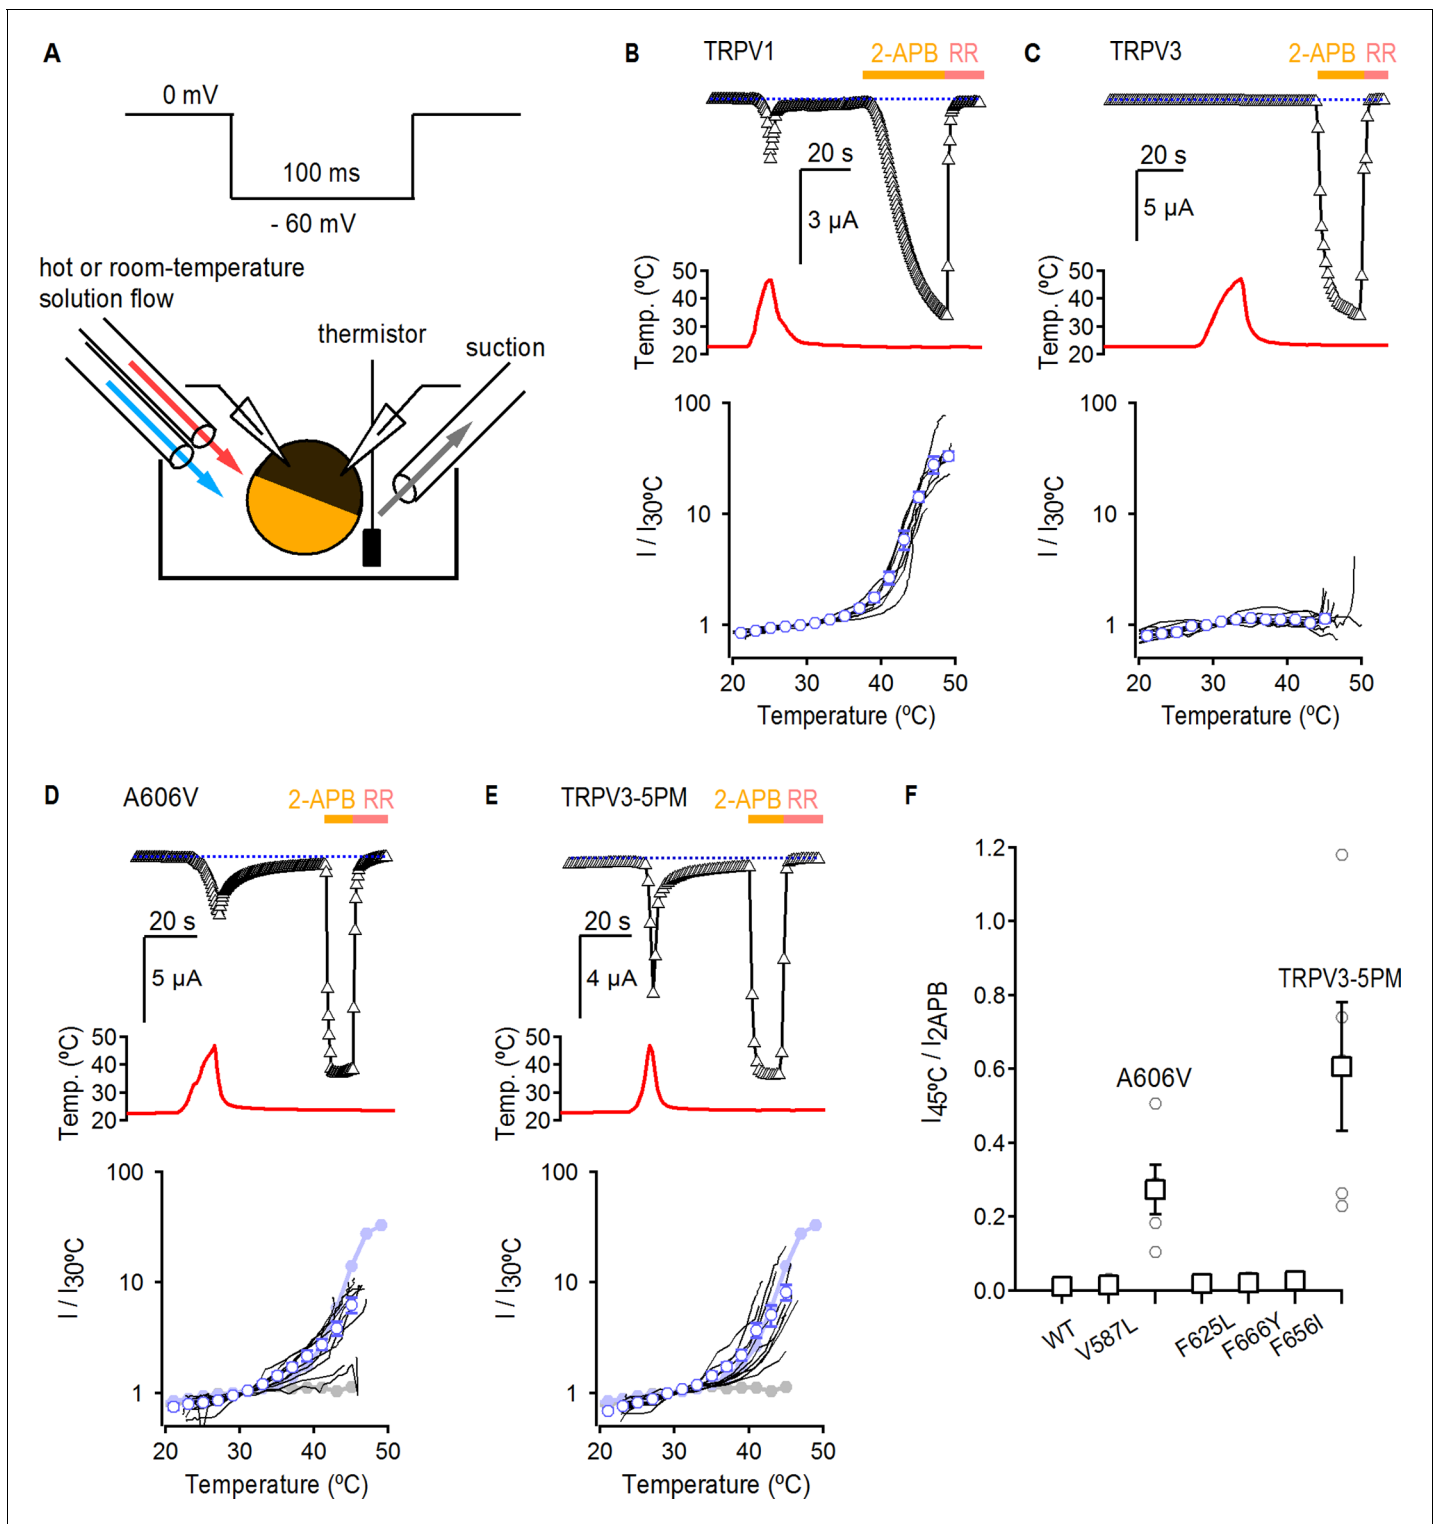 A
0 mV
100 ms
- 60 mV
hot or room-temperature
solution flow
thermistor
suction
B
TRPV1
2-APB RR
20 s
3 µA
Temp. (ºC)
50
40
30
20
I / I30ºC
100
10
1
20 30 40 50
Temperature (ºC)
C
TRPV3
2-APB RR
20 s
5 µA
Temp. (ºC)
50
40
30
20
I / I30ºC
100
10
1
20 30 40 50
Temperature (ºC)
D
A606V
2-APB RR
20 s
5 µA
Temp. (ºC)
50
40
30
20
I / I30ºC
100
10
1
20 30 40 50
Temperature (ºC)
E
TRPV3-5PM
2-APB RR
20 s
4 µA
Temp. (ºC)
50
40
30
20
I / I30ºC
100
10
1
20 30 40 50
Temperature (ºC)
F
I45ºC / I2APB
1.2
1.0
0.8
0.6
0.4
0.2
0.0
A606V
TRPV3-5PM
WT
V587L
F625L
F666Y
F656I